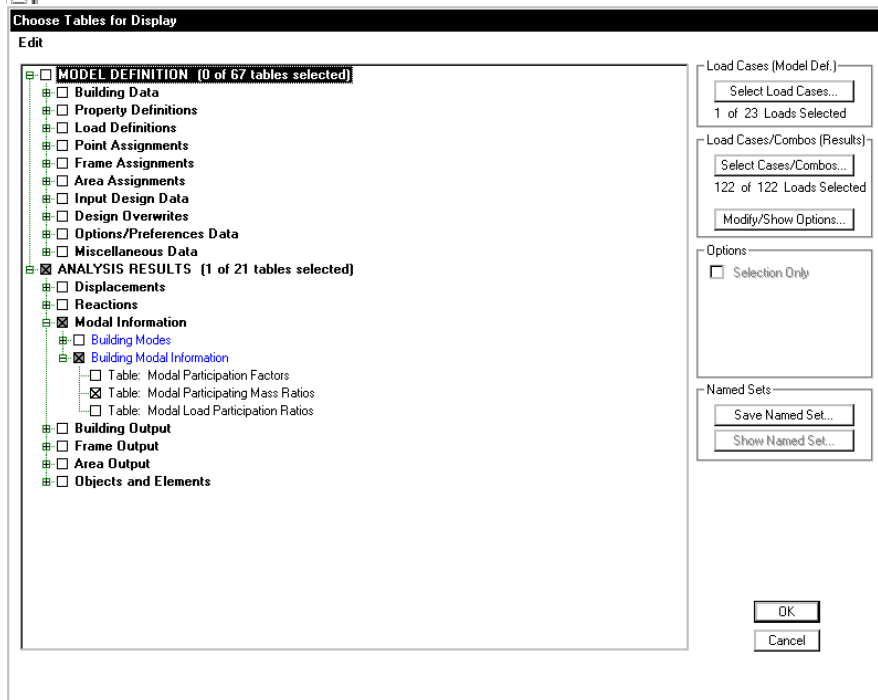 Choose Tables for Display
Edit
MODEL DEFINITION (0 of 67 tables selected)
Building Data
Property Definitions
Load Definitions
Point Assignments
Frame Assignments
Area Assignments
Input Design Data
Design Overwrites
Options/Preferences Data
Miscellaneous Data
ANALYSIS RESULTS (1 of 21 tables selected)
Displacements
Reactions
Modal Information
Building Modes
Building Modal Information
Table: Modal Participation Factors
Table: Modal Participating Mass Ratios
Table: Modal Load Participation Ratios
Building Output
Frame Output
Area Output
Objects and Elements
Load Cases (Model Def.)
Select Load Cases...
1 of 23 Loads Selected
Load Cases/Combos (Results)
Select Cases/Combos...
122 of 122 Loads Selected
Modify/Show Options...
Options
Selection Only
Named Sets
Save Named Set...
Show Named Set...
OK
Cancel